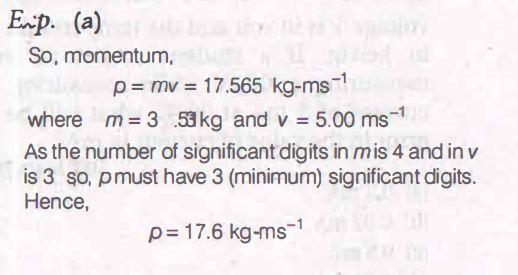 Exp. (a)
So, momentum,
p = mv = 17.565 kg-ms⁻¹
where m = 3 .53 kg and v = 5.00 ms⁻¹
As the number of significant digits in m is 4 and in v
is 3 so, p must have 3 (minimum) significant digits.
Hence,
p = 17.6 kg-ms⁻¹